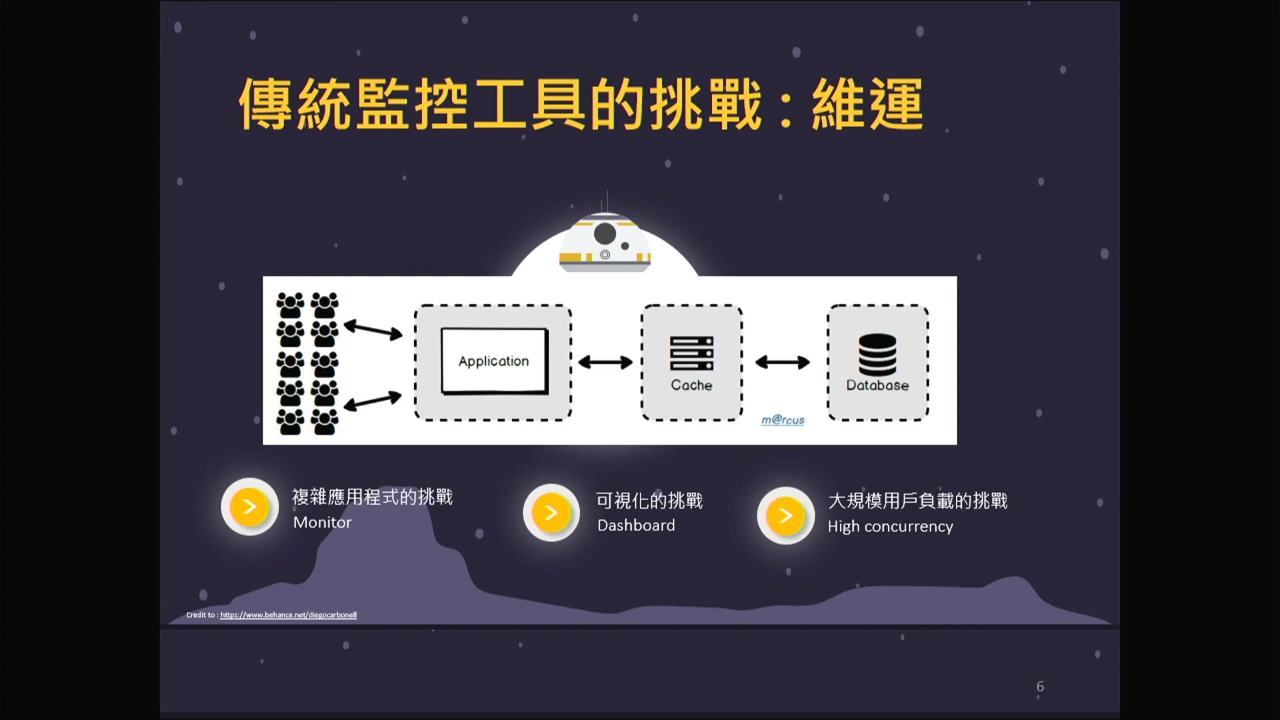 傳統監控工具的挑戰 : 維運
Application
Cache
Database
m@rcus
複雜應用程式的挑戰
Monitor
可視化的挑戰
Dashboard
大規模用戶負載的挑戰
High concurrency
Credit to : https://www.behance.net/diegocarbonell
6